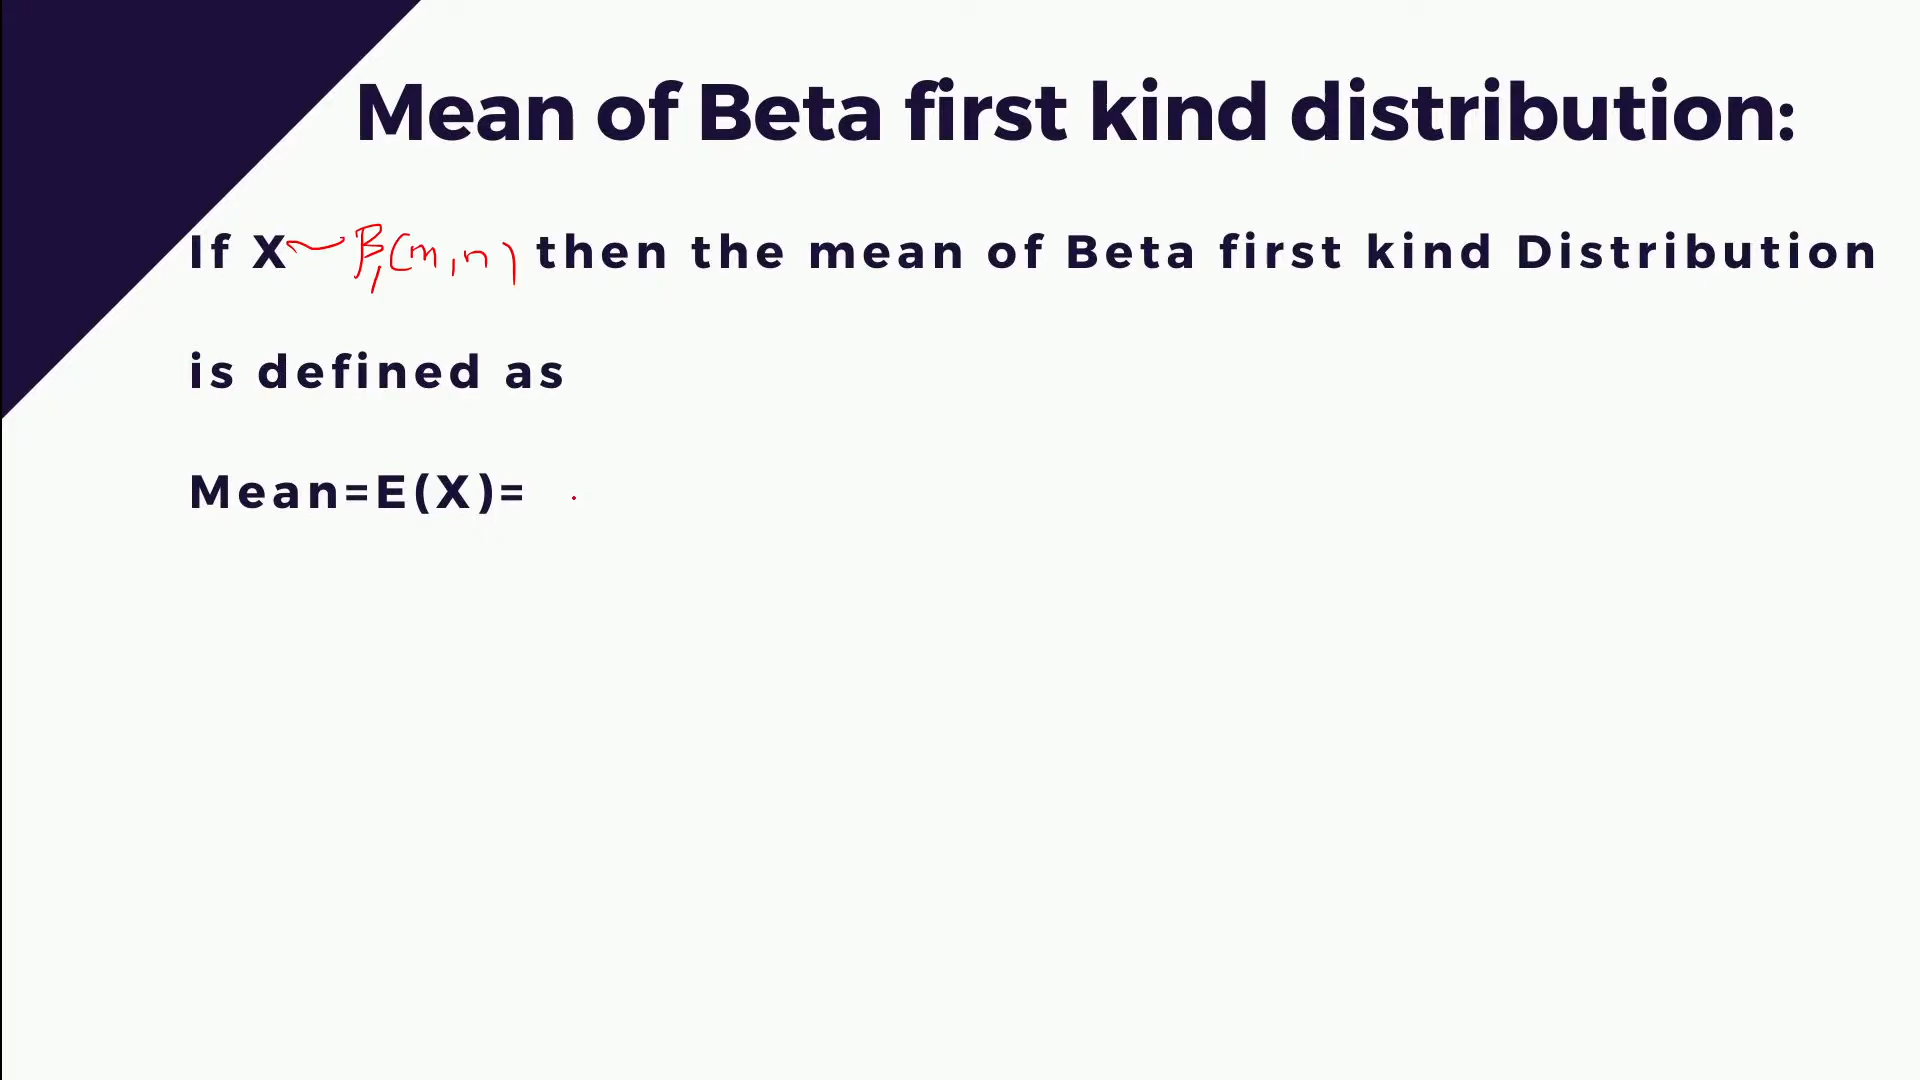 Mean of Beta first kind distribution:
If X ~ β₁(m,n) then the mean of Beta first kind Distribution
is defined as
Mean=E(X)=